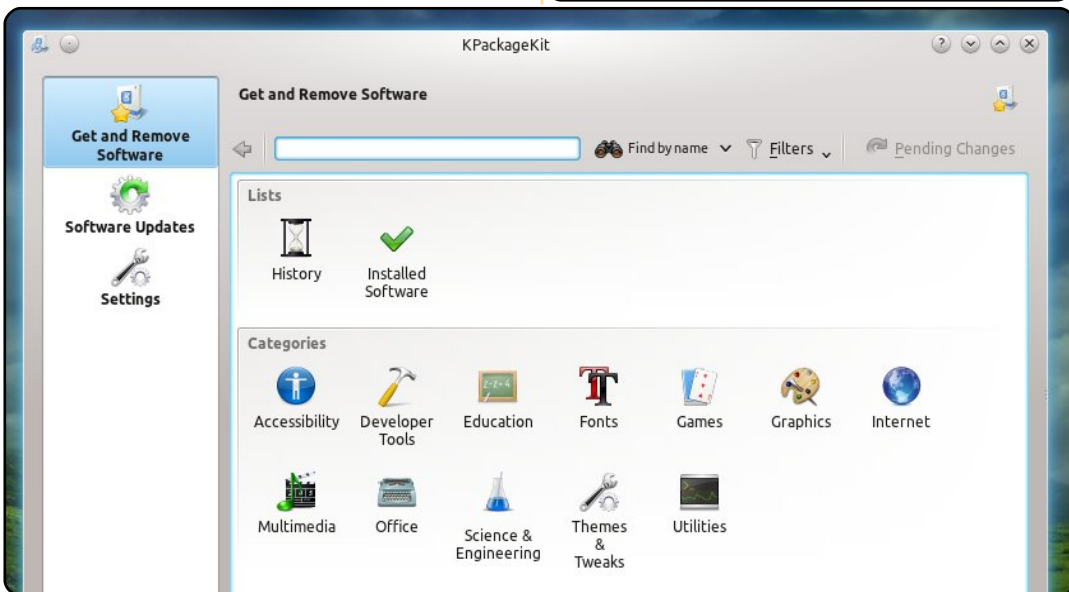 KPackageKit
Get and Remove Software
Get and Remove
Software
Find by name
Filters
Pending Changes
Software Updates
Settings
Lists
History
Installed
Software
Categories
Accessibility
Developer
Tools
Education
Fonts
Games
Graphics
Internet
Multimedia
Office
Science &
Engineering
Themes
&
Tweaks
Utilities